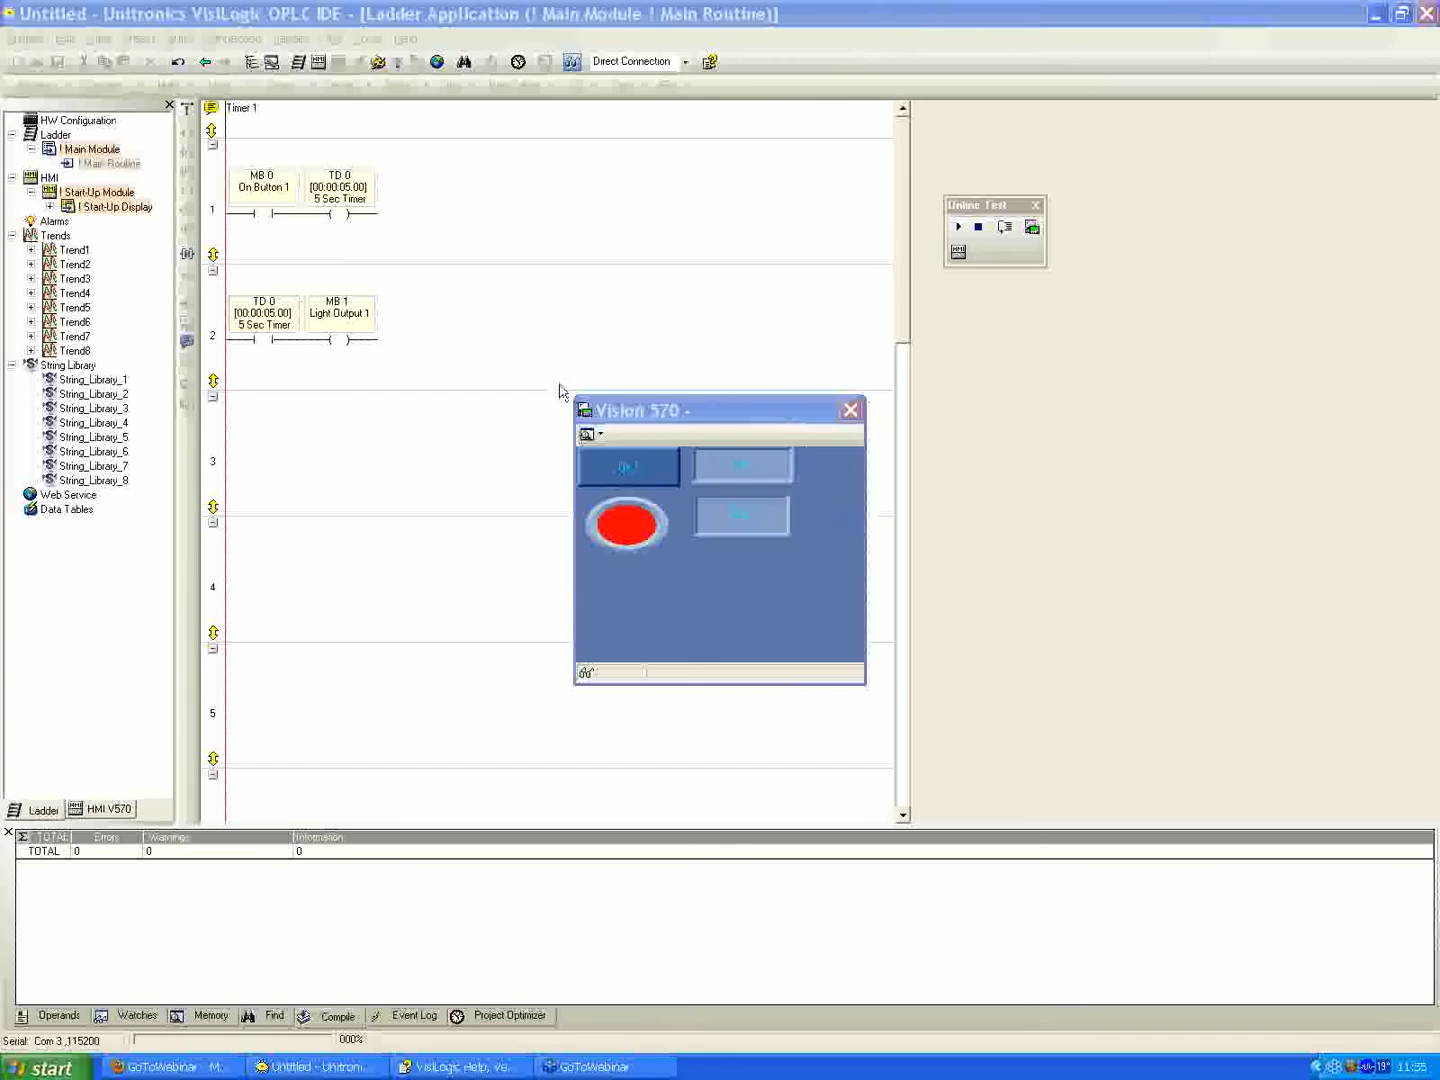 Untitled - Unitronics VisiLogic OPLC IDE - [Ladder Application (! Main Module ! Main Routine)]
Direct Connection
HW Configuration
Ladder
! Main Module
! Main Routine
HMI
! Start-Up Module
! Start-Up Display
Alarms
Trends
Trend1
Trend2
Trend3
Trend4
Trend5
Trend6
Trend7
Trend8
String Library
String_Library_1
String_Library_2
String_Library_3
String_Library_4
String_Library_5
String_Library_6
String_Library_7
String_Library_8
Web Service
Data Tables
Ladder
HMI V570
Timer 1
MB 0
On Button 1
TD 0
[00:00:05.00]
5 Sec Timer
1
TD 0
[00:00:05.00]
5 Sec Timer
MB 1
Light Output 1
2
3
4
5
Online Test
Vision 570 -
TOTAL Errors Warnings Information
TOTAL 0 0 0
Operands Watches Memory Find Compile Event Log Project Optimizer
Serial: Com 3 ,115200 000%
start GoToWebinar - M... Untitled - Unitroni... VisiLogic Help, Ve... GoToWebinar 19° 11:55